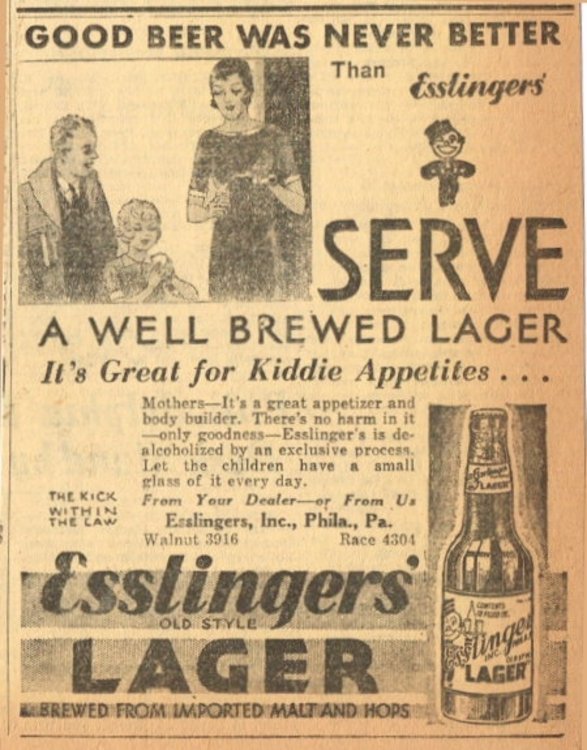 GOOD BEER WAS NEVER BETTER
Than Esslingers'
SERVE
A WELL BREWED LAGER
It's Great for Kiddie Appetites . . .
Mothers—It's a great appetizer and
body builder. There's no harm in it
—only goodness—Esslinger's is de-
alcoholized by an exclusive process.
Let the children have a small
glass of it every day.
THE KICK
WITHIN
THE LAW
From Your Dealer—or From Us
Esslingers, Inc., Phila., Pa.
Walnut 3916 Race 4304
Esslingers'
OLD STYLE
LAGER
BREWED FROM IMPORTED MALT AND HOPS
LAGER
CONTENTS
INC.
LAGER